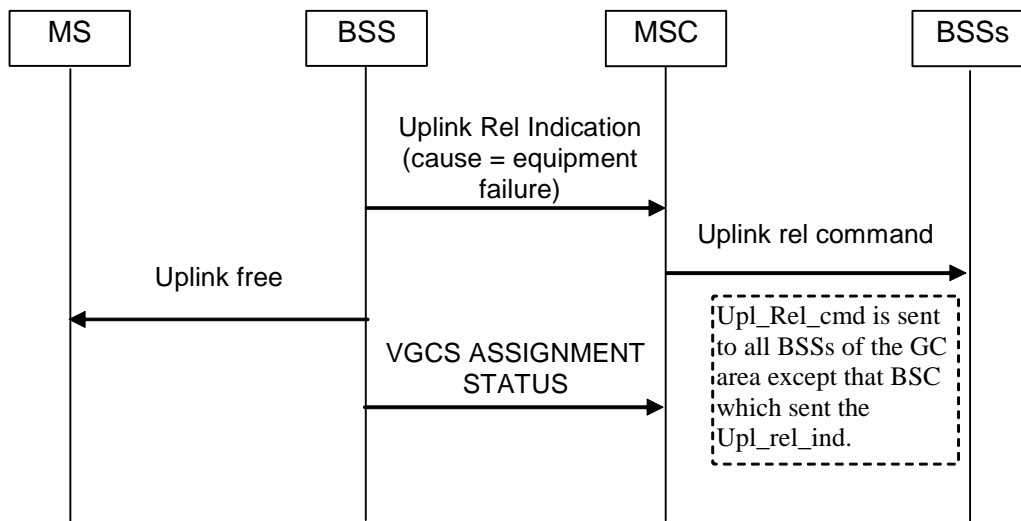 MS
BSS
MSC
BSSs
Uplink Rel Indication
(cause = equipment
failure)
Uplink rel command
Uplink free
Upl_Rel_cmd is sent
to all BSSs of the GC
area except that BSC
which sent the
Upl_rel_ind.
VGCS ASSIGNMENT
STATUS